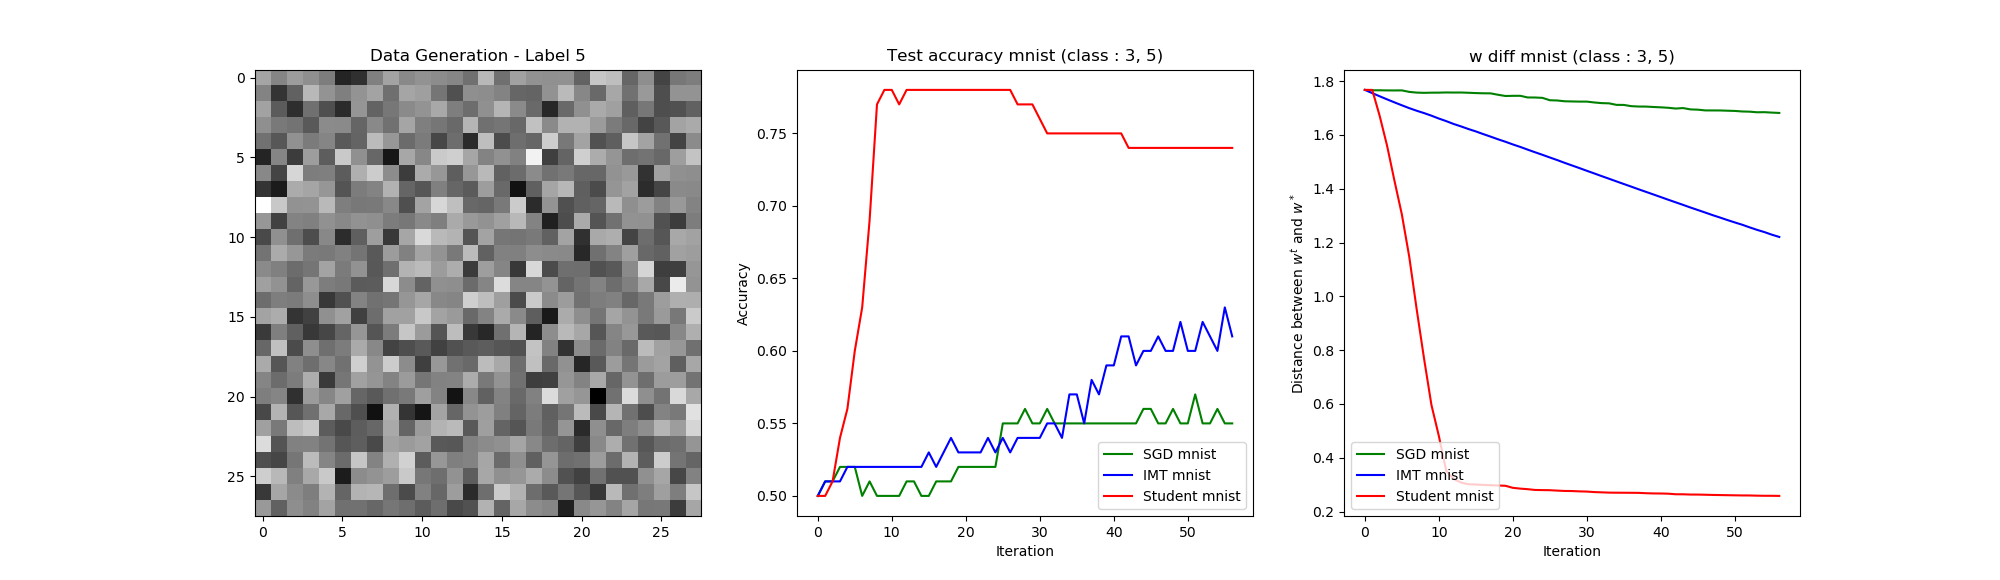 Data Generation - Label 5
0
5
10
15
20
25
0 5 10 15 20 25
Test accuracy mnist (class : 3, 5)
Accuracy
0.75
0.70
0.65
0.60
0.55
0.50
SGD mnist
IMT mnist
Student mnist
0 10 20 30 40 50
Iteration
w diff mnist (class : 3, 5)
Distance between w^t and w^*
1.8
1.6
1.4
1.2
1.0
0.8
0.6
0.4
0.2
SGD mnist
IMT mnist
Student mnist
0 10 20 30 40 50
Iteration